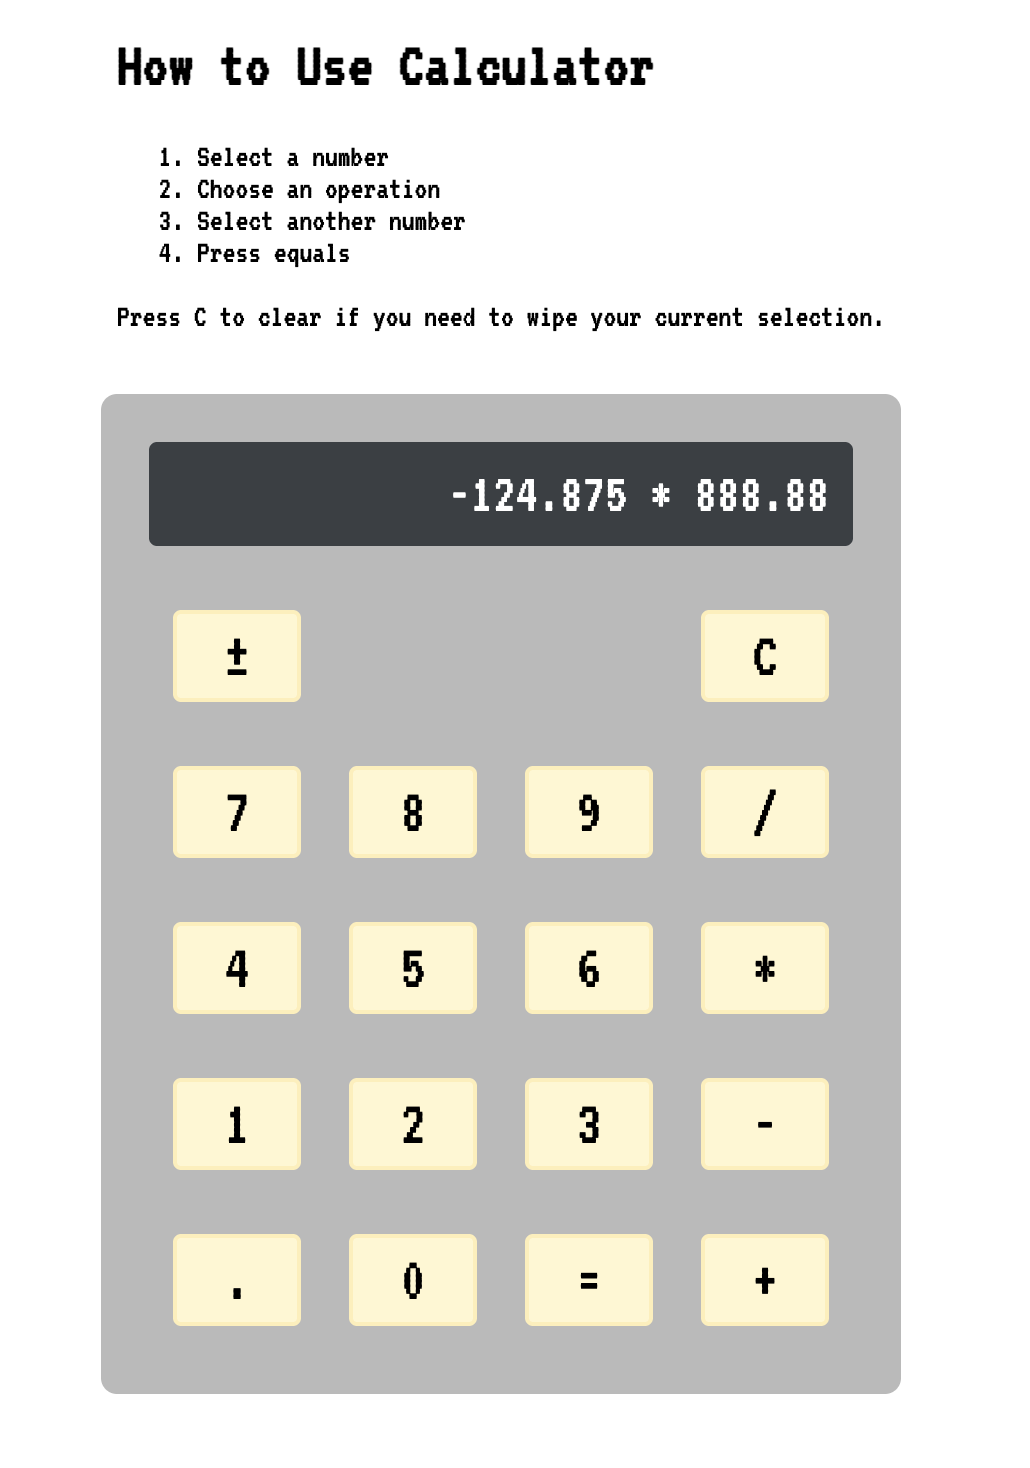 How to Use Calculator
1. Select a number
2. Choose an operation
3. Select another number
4. Press equals
Press C to clear if you need to wipe your current selection.
-124.875 * 888.88
± C
7 8 9 /
4 5 6 *
1 2 3 -
. 0 = +